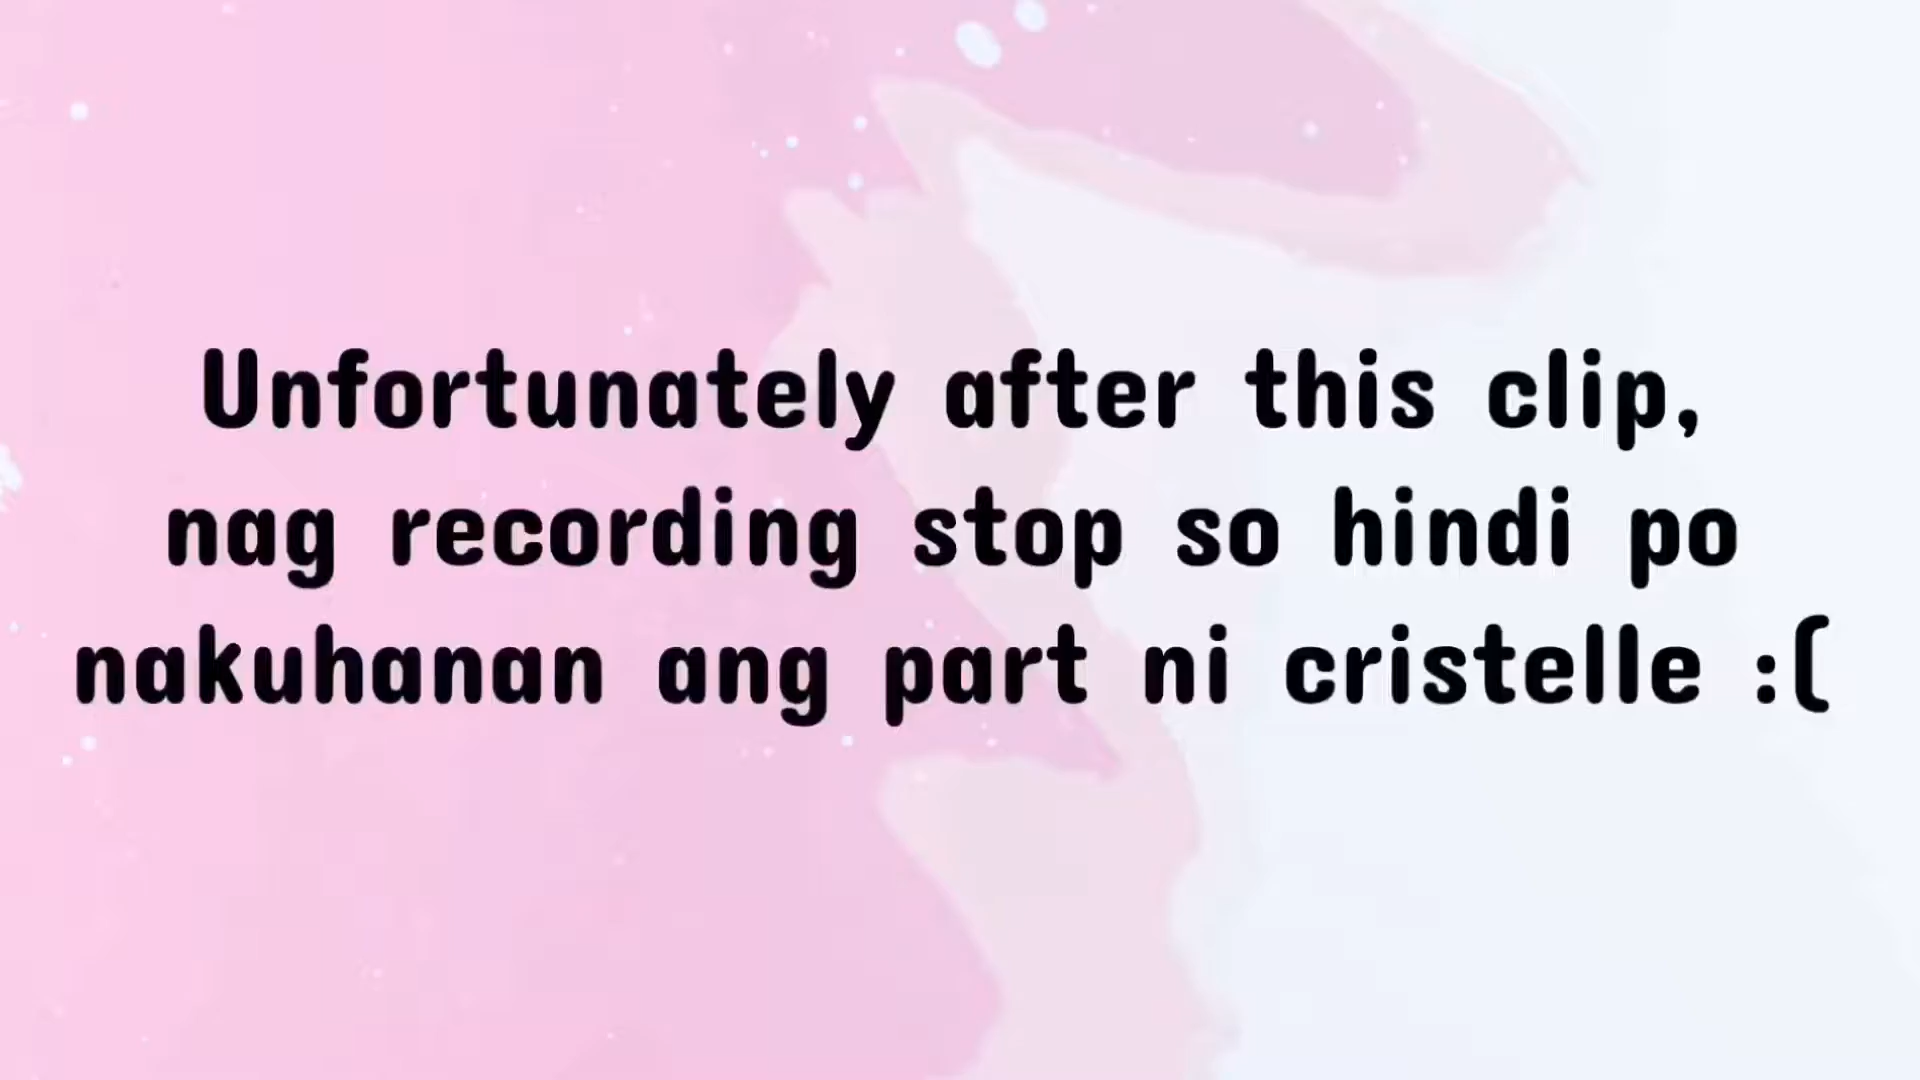 Unfortunately after this clip,
nag recording stop so hindi po
nakuhanan ang part ni cristelle :(